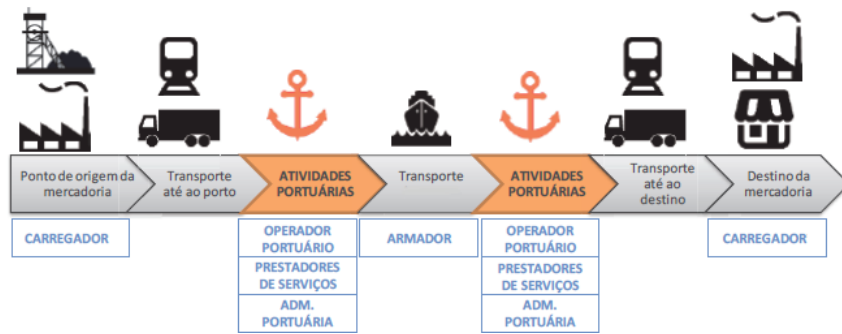 Ponto de origem da
mercadoria
Transporte
até ao porto
ATIVIDADES
PORTUÁRIAS
Transporte
ATIVIDADES
PORTUÁRIAS
Transporte
até ao
destino
Destino da
mercadoria
CARREGADOR
OPERADOR
PORTUÁRIO
PRESTADORES
DE SERVIÇOS
ADM.
PORTUÁRIA
ARMADOR
OPERADOR
PORTUÁRIO
PRESTADORES
DE SERVIÇOS
ADM.
PORTUÁRIA
CARREGADOR